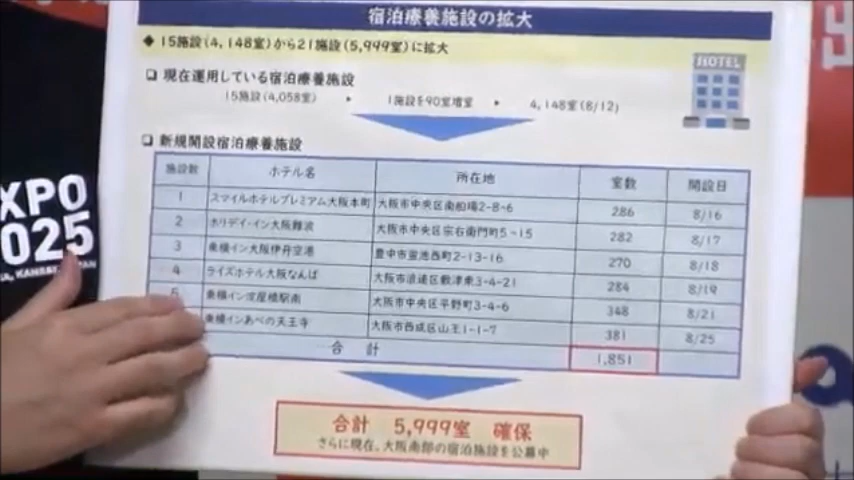 宿泊療養施設の拡大
◆ 15施設(4,148室)から21施設(5,999室)に拡大
HOTEL
❑ 現在運用している宿泊療養施設
15施設(4,058室) ▸ 1施設を90室増室 ▸ 4,148室(8/12)
❑ 新規開設宿泊療養施設
施設数 ホテル名 所在地 室数 開設日
1 スマイルホテルプレミアム大阪本町 大阪市中央区南船場2-8-6 286 8/16
2 ホリデイ・イン大阪難波 大阪市中央区宗右衛門町5-15 282 8/17
3 東横イン大阪伊丹空港 豊中市蛍池西町2-13-16 270 8/18
4 ライズホテル大阪なんば 大阪市浪速区敷津東3-4-21 284 8/19
5 東横イン淀屋橋駅南 大阪市中央区平野町3-4-6 348 8/21
東横インあべの天王寺 大阪市西成区山王1-1-7 381 8/25
合計 1,851
合計 5,999室 確保
さらに現在、大阪南部の宿泊施設を公募中
XPO
025
KANSAI